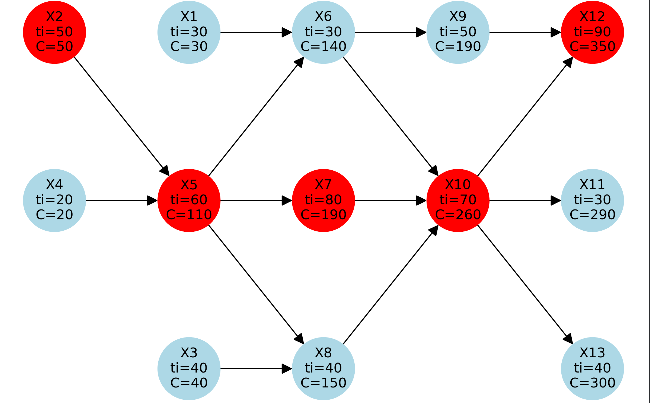 X2
ti=50
C=50
X1
ti=30
C=30
X6
ti=30
C=140
X9
ti=50
C=190
X12
ti=90
C=350
X4
ti=20
C=20
X5
ti=60
C=110
X7
ti=80
C=190
X10
ti=70
C=260
X11
ti=30
C=290
X3
ti=40
C=40
X8
ti=40
C=150
X13
ti=40
C=300